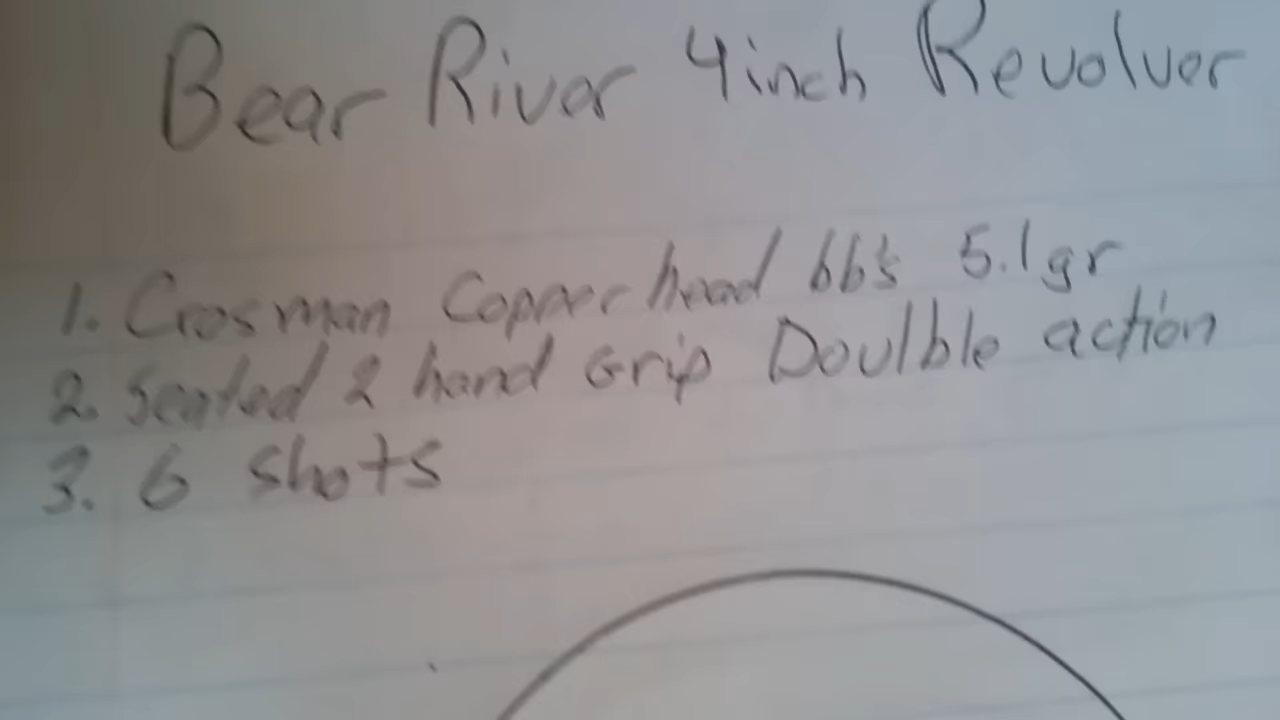 Bear River 4inch Revolver
1. Crosman Copperhead bb's 5.1gr
2. Seated 2 hand Grip Doulble action
3. 6 shots